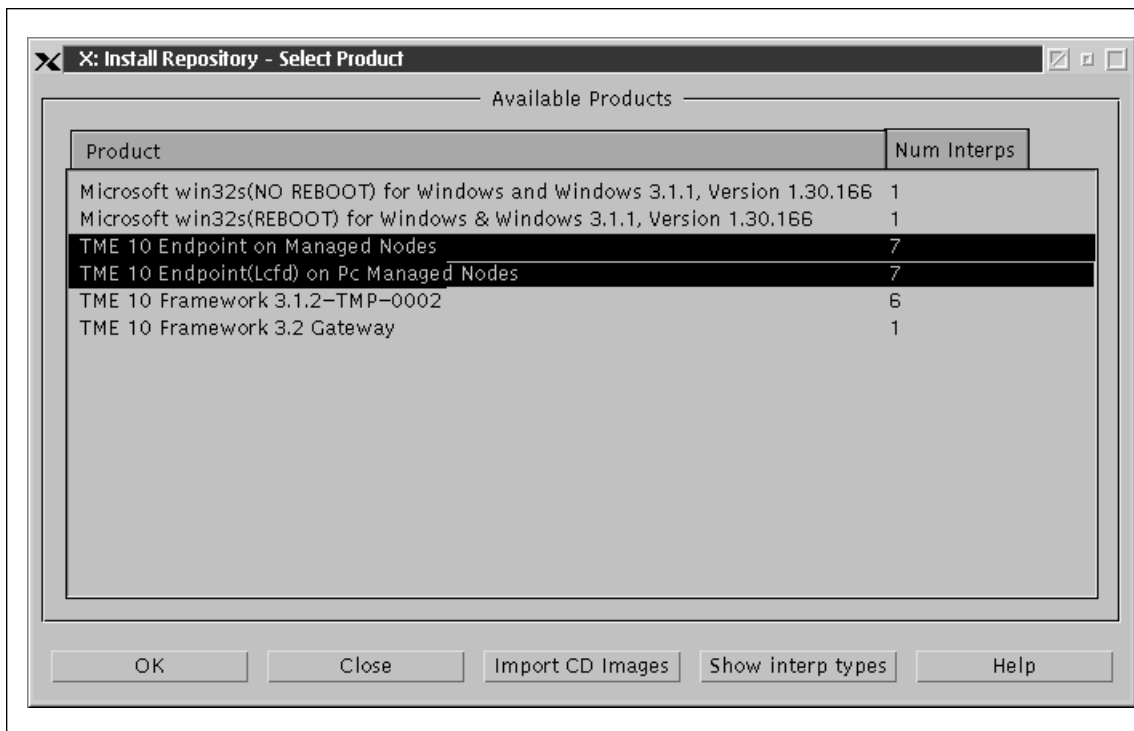 X: Install Repository - Select Product
Available Products
Product Num Interps
Microsoft win32s(NO REBOOT) for Windows and Windows 3.1.1, Version 1.30.166 1
Microsoft win32s(REBOOT) for Windows & Windows 3.1.1, Version 1.30.166 1
TME 10 Endpoint on Managed Nodes 7
TME 10 Endpoint(Lcfd) on Pc Managed Nodes 7
TME 10 Framework 3.1.2-TMP-0002 6
TME 10 Framework 3.2 Gateway 1
OK Close Import CD Images Show interp types Help